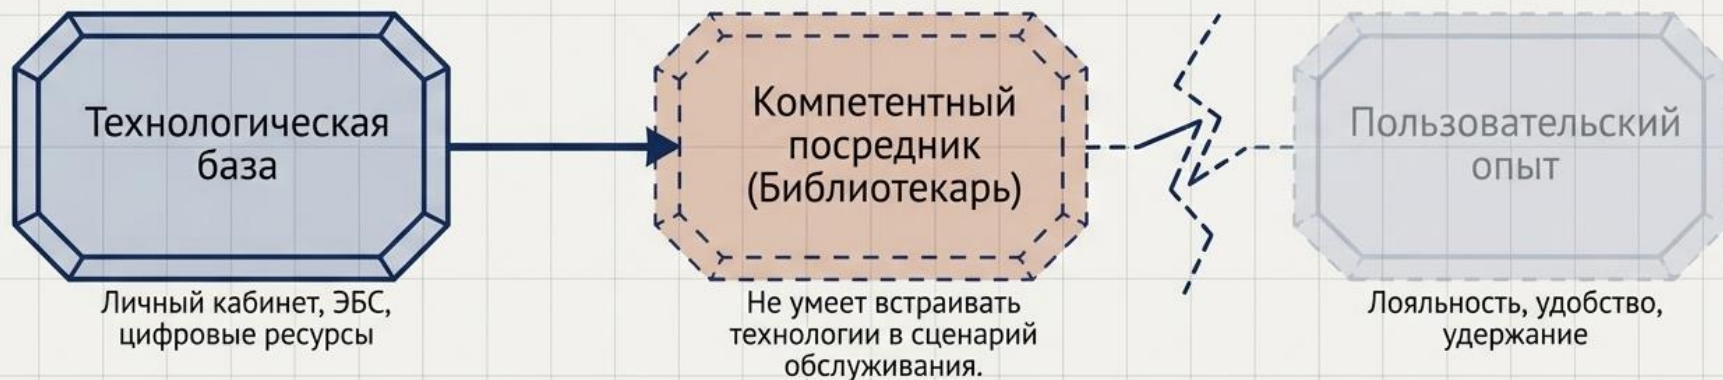 Технологическая
база
Личный кабинет, ЭБС,
цифровые ресурсы
Компетентный
посредник
(Библиотекарь)
Не умеет встраивать
технологии в сценарий
обслуживания.
Пользовательский
опыт
Лояльность, удобство,
удержание